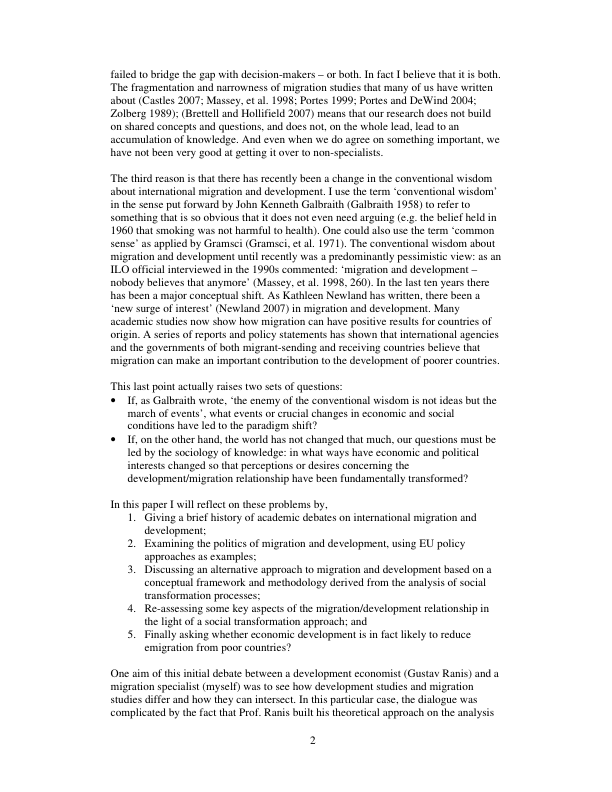 failed to bridge the gap with decision-makers – or both. In fact I believe that it is both.
The fragmentation and narrowness of migration studies that many of us have written
about (Castles 2007; Massey, et al. 1998; Portes 1999; Portes and DeWind 2004;
Zolberg 1989); (Brettell and Hollifield 2007) means that our research does not build
on shared concepts and questions, and does not, on the whole lead, lead to an
accumulation of knowledge. And even when we do agree on something important, we
have not been very good at getting it over to non-specialists.
The third reason is that there has recently been a change in the conventional wisdom
about international migration and development. I use the term ‘conventional wisdom’
in the sense put forward by John Kenneth Galbraith (Galbraith 1958) to refer to
something that is so obvious that it does not even need arguing (e.g. the belief held in
1960 that smoking was not harmful to health). One could also use the term ‘common
sense’ as applied by Gramsci (Gramsci, et al. 1971). The conventional wisdom about
migration and development until recently was a predominantly pessimistic view: as an
ILO official interviewed in the 1990s commented: ‘migration and development –
nobody believes that anymore’ (Massey, et al. 1998, 260). In the last ten years there
has been a major conceptual shift. As Kathleen Newland has written, there been a
‘new surge of interest’ (Newland 2007) in migration and development. Many
academic studies now show how migration can have positive results for countries of
origin. A series of reports and policy statements has shown that international agencies
and the governments of both migrant-sending and receiving countries believe that
migration can make an important contribution to the development of poorer countries.
This last point actually raises two sets of questions:
• If, as Galbraith wrote, ‘the enemy of the conventional wisdom is not ideas but the
march of events’, what events or crucial changes in economic and social
conditions have led to the paradigm shift?
• If, on the other hand, the world has not changed that much, our questions must be
led by the sociology of knowledge: in what ways have economic and political
interests changed so that perceptions or desires concerning the
development/migration relationship have been fundamentally transformed?
In this paper I will reflect on these problems by,
1. Giving a brief history of academic debates on international migration and
development;
2. Examining the politics of migration and development, using EU policy
approaches as examples;
3. Discussing an alternative approach to migration and development based on a
conceptual framework and methodology derived from the analysis of social
transformation processes;
4. Re-assessing some key aspects of the migration/development relationship in
the light of a social transformation approach; and
5. Finally asking whether economic development is in fact likely to reduce
emigration from poor countries?
One aim of this initial debate between a development economist (Gustav Ranis) and a
migration specialist (myself) was to see how development studies and migration
studies differ and how they can intersect. In this particular case, the dialogue was
complicated by the fact that Prof. Ranis built his theoretical approach on the analysis
2